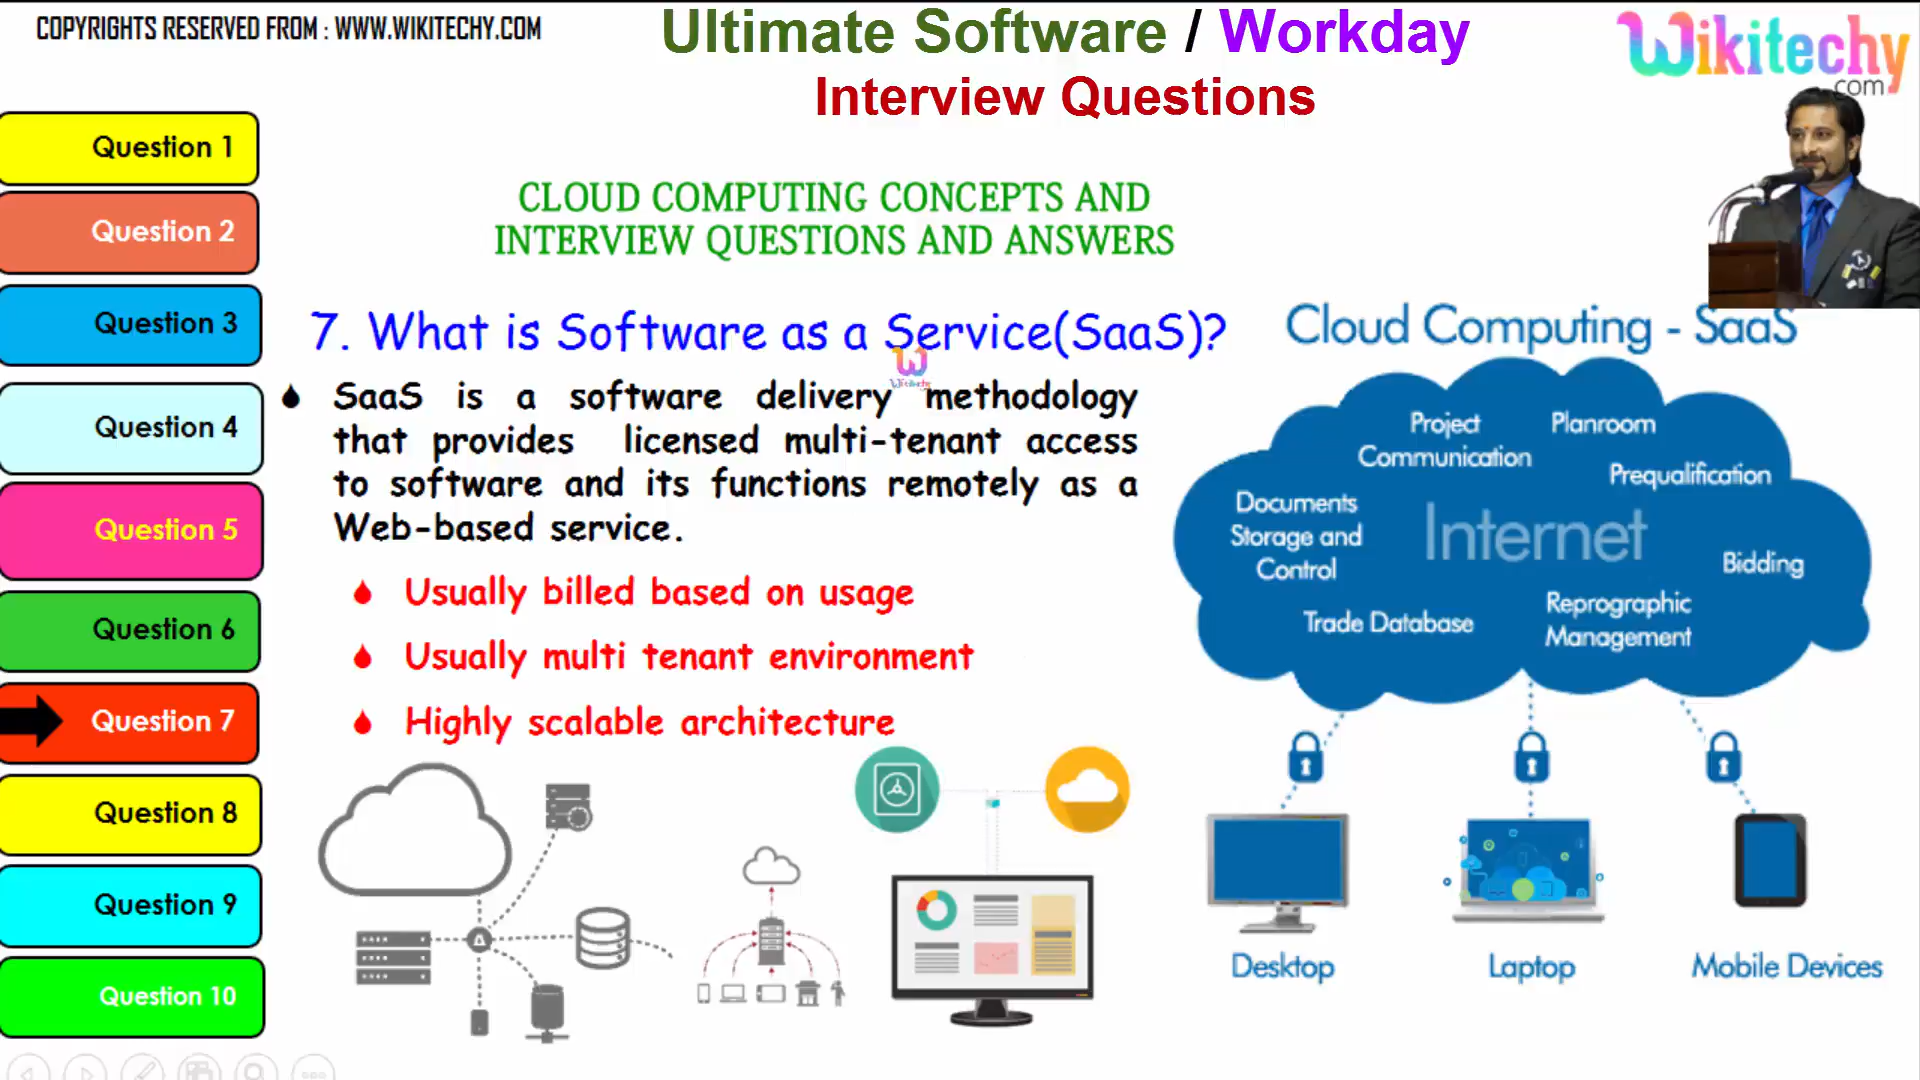 COPYRIGHTS RESERVED FROM : WWW.WIKITECHY.COM
Ultimate Software / Workday
Interview Questions
Wikitechy
.com
Question 1
Question 2
Question 3
Question 4
Question 5
Question 6
Question 7
Question 8
Question 9
Question 10
CLOUD COMPUTING CONCEPTS AND
INTERVIEW QUESTIONS AND ANSWERS
7. What is Software as a Service(SaaS)?
Wikitechy
SaaS is a software delivery methodology
that provides licensed multi-tenant access
to software and its functions remotely as a
Web-based service.
Usually billed based on usage
Usually multi tenant environment
Highly scalable architecture
Cloud Computing - SaaS
Project
Communication
Planroom
Prequalification
Documents
Storage and
Control
Internet
Bidding
Trade Database
Reprographic
Management
Desktop
Laptop
Mobile Devices